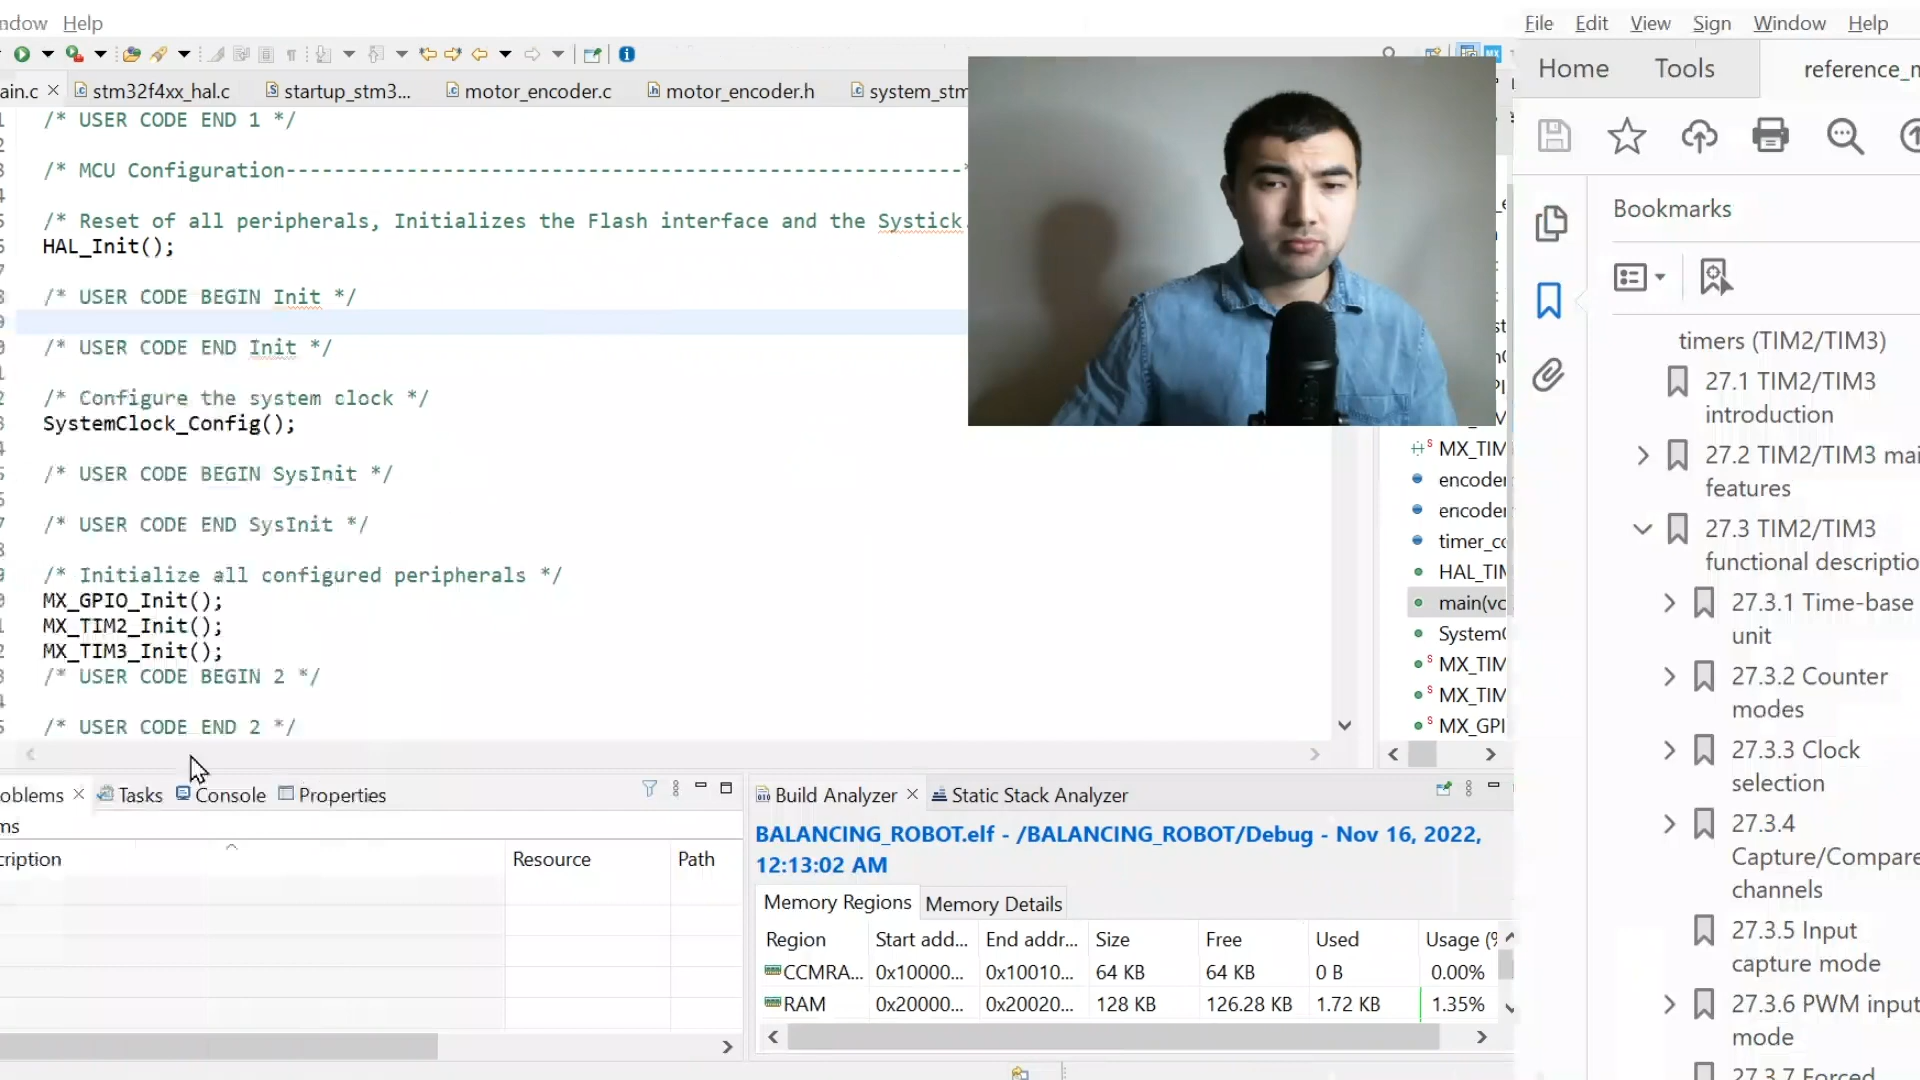 Help
File Edit View Sign Window Help
Home Tools
stm32f4xx_hal.c startup_stm3... motor_encoder.c motor_encoder.h
/* USER CODE END 1 */
/* MCU Configuration--------------------------------------------------------
/* Reset of all peripherals, Initializes the Flash interface and the Systick.
HAL_Init();
/* USER CODE BEGIN Init */
/* USER CODE END Init */
/* Configure the system clock */
SystemClock_Config();
/* USER CODE BEGIN SysInit */
/* USER CODE END SysInit */
/* Initialize all configured peripherals */
MX_GPIO_Init();
MX_TIM2_Init();
MX_TIM3_Init();
/* USER CODE BEGIN 2 */
/* USER CODE END 2 */
MX_TIM
encoder
encoder
timer_co
HAL_TIM
main(vo
System
MX_TIM
MX_TIM
MX_GPI
Tasks Console Properties
Resource Path
Build Analyzer Static Stack Analyzer
BALANCING_ROBOT.elf - /BALANCING_ROBOT/Debug - Nov 16, 2022,
12:13:02 AM
Memory Regions Memory Details
Region Start add... End addr... Size Free Used Usage (%
CCMRA... 0x10000... 0x10010... 64 KB 64 KB 0 B 0.00%
RAM 0x20000... 0x20020... 128 KB 126.28 KB 1.72 KB 1.35%
Bookmarks
timers (TIM2/TIM3)
27.1 TIM2/TIM3
introduction
27.2 TIM2/TIM3 mai
features
27.3 TIM2/TIM3
functional descriptio
27.3.1 Time-base
unit
27.3.2 Counter
modes
27.3.3 Clock
selection
27.3.4
Capture/Compare
channels
27.3.5 Input
capture mode
27.3.6 PWM input
mode
27.3.7 Forced